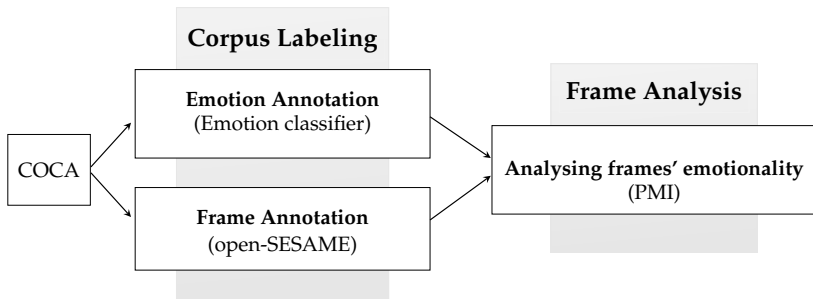 Corpus Labeling
Emotion Annotation
(Emotion classifier)
COCA
Frame Annotation
(open-SESAME)
Frame Analysis
Analysing frames' emotionality
(PMI)